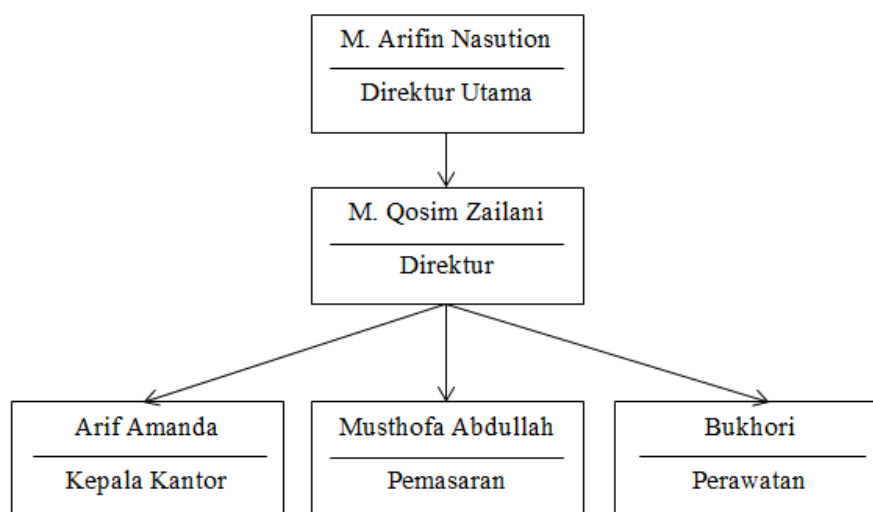 M. Arifin Nasution
Direktur Utama
M. Qosim Zailani
Direktur
Arif Amanda
Kepala Kantor
Musthofa Abdullah
Pemasaran
Bukhori
Perawatan